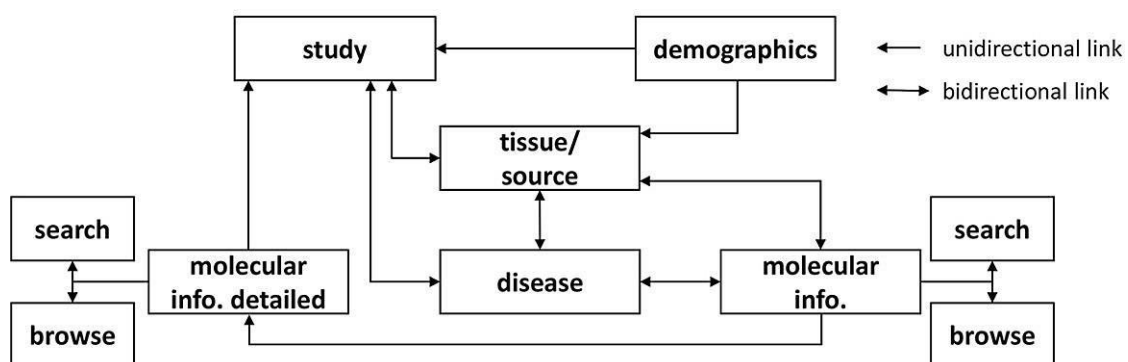 study
demographics
unidirectional link
bidirectional link
tissue/
source
search
browse
molecular
info. detailed
disease
molecular
info.
search
browse